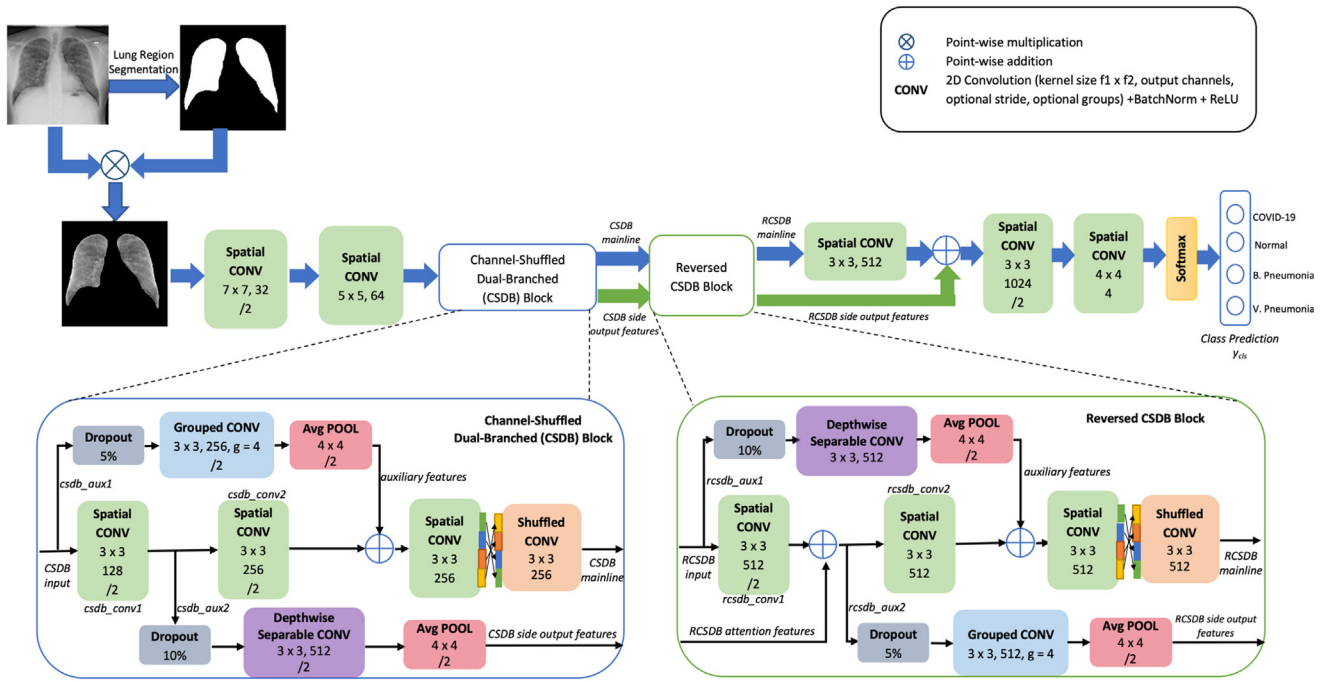 Lung Region
Segmentation
Point-wise multiplication
Point-wise addition
CONV
2D Convolution (kernel size f1 x f2, output channels,
optional stride, optional groups) +BatchNorm + ReLU
Spatial
CONV
7 x 7, 32
/2
Spatial
CONV
5 x 5, 64
Channel-Shuffled
Dual-Branched
(CSDB) Block
CSDB
mainline
CSDB side
output features
Reversed
CSDB Block
RCSDB
mainline
RCSDB side output features
Spatial CONV
3 x 3, 512
Spatial
CONV
3 x 3
1024
/2
Spatial
CONV
4 x 4
4
Softmax
COVID-19
Normal
B. Pneumonia
V. Pneumonia
Class Prediction
ycls
Channel-Shuffled
Dual-Branched (CSDB) Block
Dropout
5%
Grouped CONV
3 x 3, 256, g = 4
/2
Avg POOL
4 x 4
/2
csdb_aux1
auxiliary features
CSDB
input
Spatial
CONV
3 x 3
128
/2
csdb_conv1
csdb_conv2
Spatial
CONV
3 x 3
256
/2
Spatial
CONV
3 x 3
256
Shuffled
CONV
3 x 3
256
CSDB
mainline
csdb_aux2
Dropout
10%
Depthwise
Separable CONV
3 x 3, 512
/2
Avg POOL
4 x 4
/2
CSDB side output features
Reversed CSDB Block
Dropout
10%
Depthwise
Separable CONV
3 x 3, 512
Avg POOL
4 x 4
/2
rcsdb_aux1
auxiliary features
RCSDB
input
Spatial
CONV
3 x 3
512
/2
rcsdb_conv1
rcsdb_conv2
Spatial
CONV
3 x 3
512
Spatial
CONV
3 x 3
512
Shuffled
CONV
3 x 3
512
RCSDB
mainline
RCSDB attention features
rcsdb_aux2
Dropout
5%
Grouped CONV
3 x 3, 512, g = 4
Avg POOL
4 x 4
/2
RCSDB side output
features